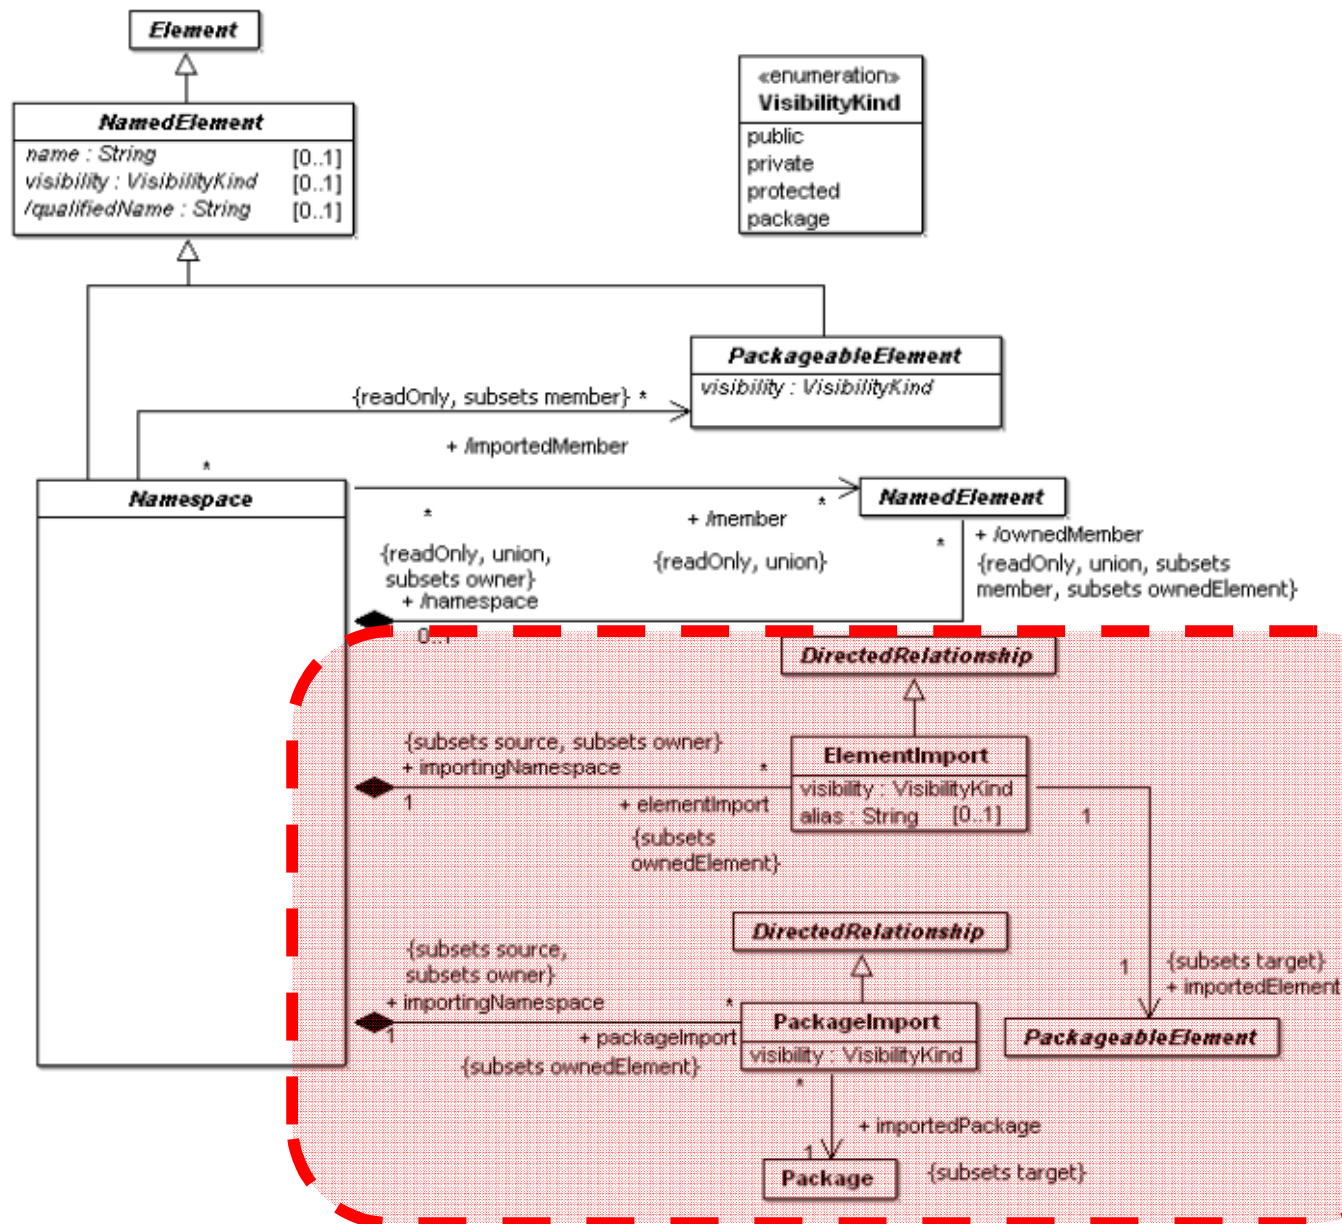 Element
«enumeration»
VisibilityKind
public
private
protected
package
NamedElement
name : String [0..1]
visibility : VisibilityKind [0..1]
/qualifiedName : String [0..1]
PackageableElement
visibility : VisibilityKind
{readOnly, subsets member} *
+ /importedMember
*
Namespace
NamedElement
*
*
+ /member
{readOnly, union}
{readOnly, union,
subsets owner}
+ /namespace
0..1
*
+ /ownedMember
{readOnly, union, subsets
member, subsets ownedElement}
DirectedRelationship
{subsets source, subsets owner}
+ importingNamespace
1
*
+ elementImport
{subsets
ownedElement}
ElementImport
visibility : VisibilityKind
alias : String [0..1]
1
DirectedRelationship
{subsets source,
subsets owner}
+ importingNamespace
1
*
+ packageImport
{subsets ownedElement}
PackageImport
visibility : VisibilityKind
1
{subsets target}
+ importedElement
PackageableElement
*
+ importedPackage
1
Package
{subsets target}